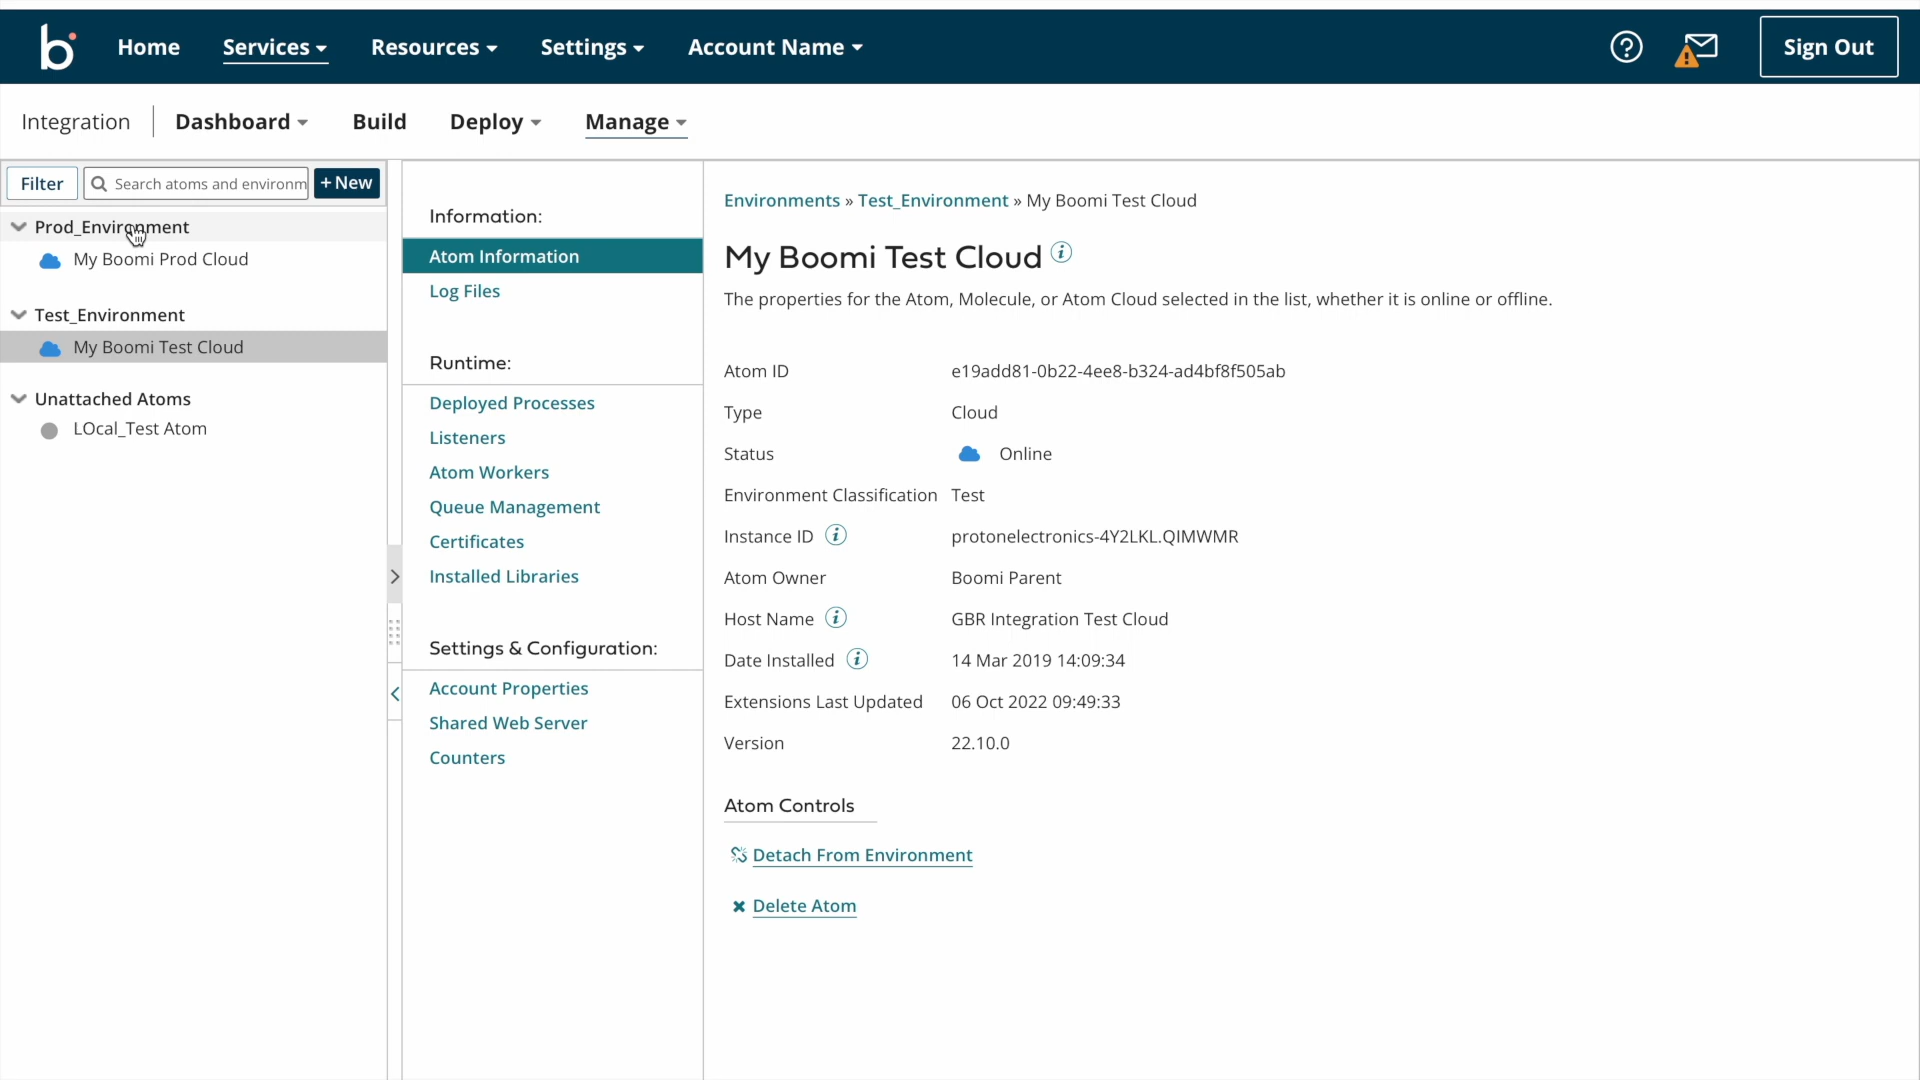 b Home Services Resources Settings Account Name ? Sign Out
Integration Dashboard Build Deploy Manage
Filter Search atoms and environm + New
Prod_Environment
My Boomi Prod Cloud
Test_Environment
My Boomi Test Cloud
Unattached Atoms
LOcal_Test Atom
Information:
Atom Information
Log Files
Runtime:
Deployed Processes
Listeners
Atom Workers
Queue Management
Certificates
Installed Libraries
Settings & Configuration:
Account Properties
Shared Web Server
Counters
Environments » Test_Environment » My Boomi Test Cloud
My Boomi Test Cloud i
The properties for the Atom, Molecule, or Atom Cloud selected in the list, whether it is online or offline.
Atom ID e19add81-0b22-4ee8-b324-ad4bf8f505ab
Type Cloud
Status Online
Environment Classification Test
Instance ID i protonelectronics-4Y2LKL.QIMWMR
Atom Owner Boomi Parent
Host Name i GBR Integration Test Cloud
Date Installed i 14 Mar 2019 14:09:34
Extensions Last Updated 06 Oct 2022 09:49:33
Version 22.10.0
Atom Controls
Detach From Environment
Delete Atom